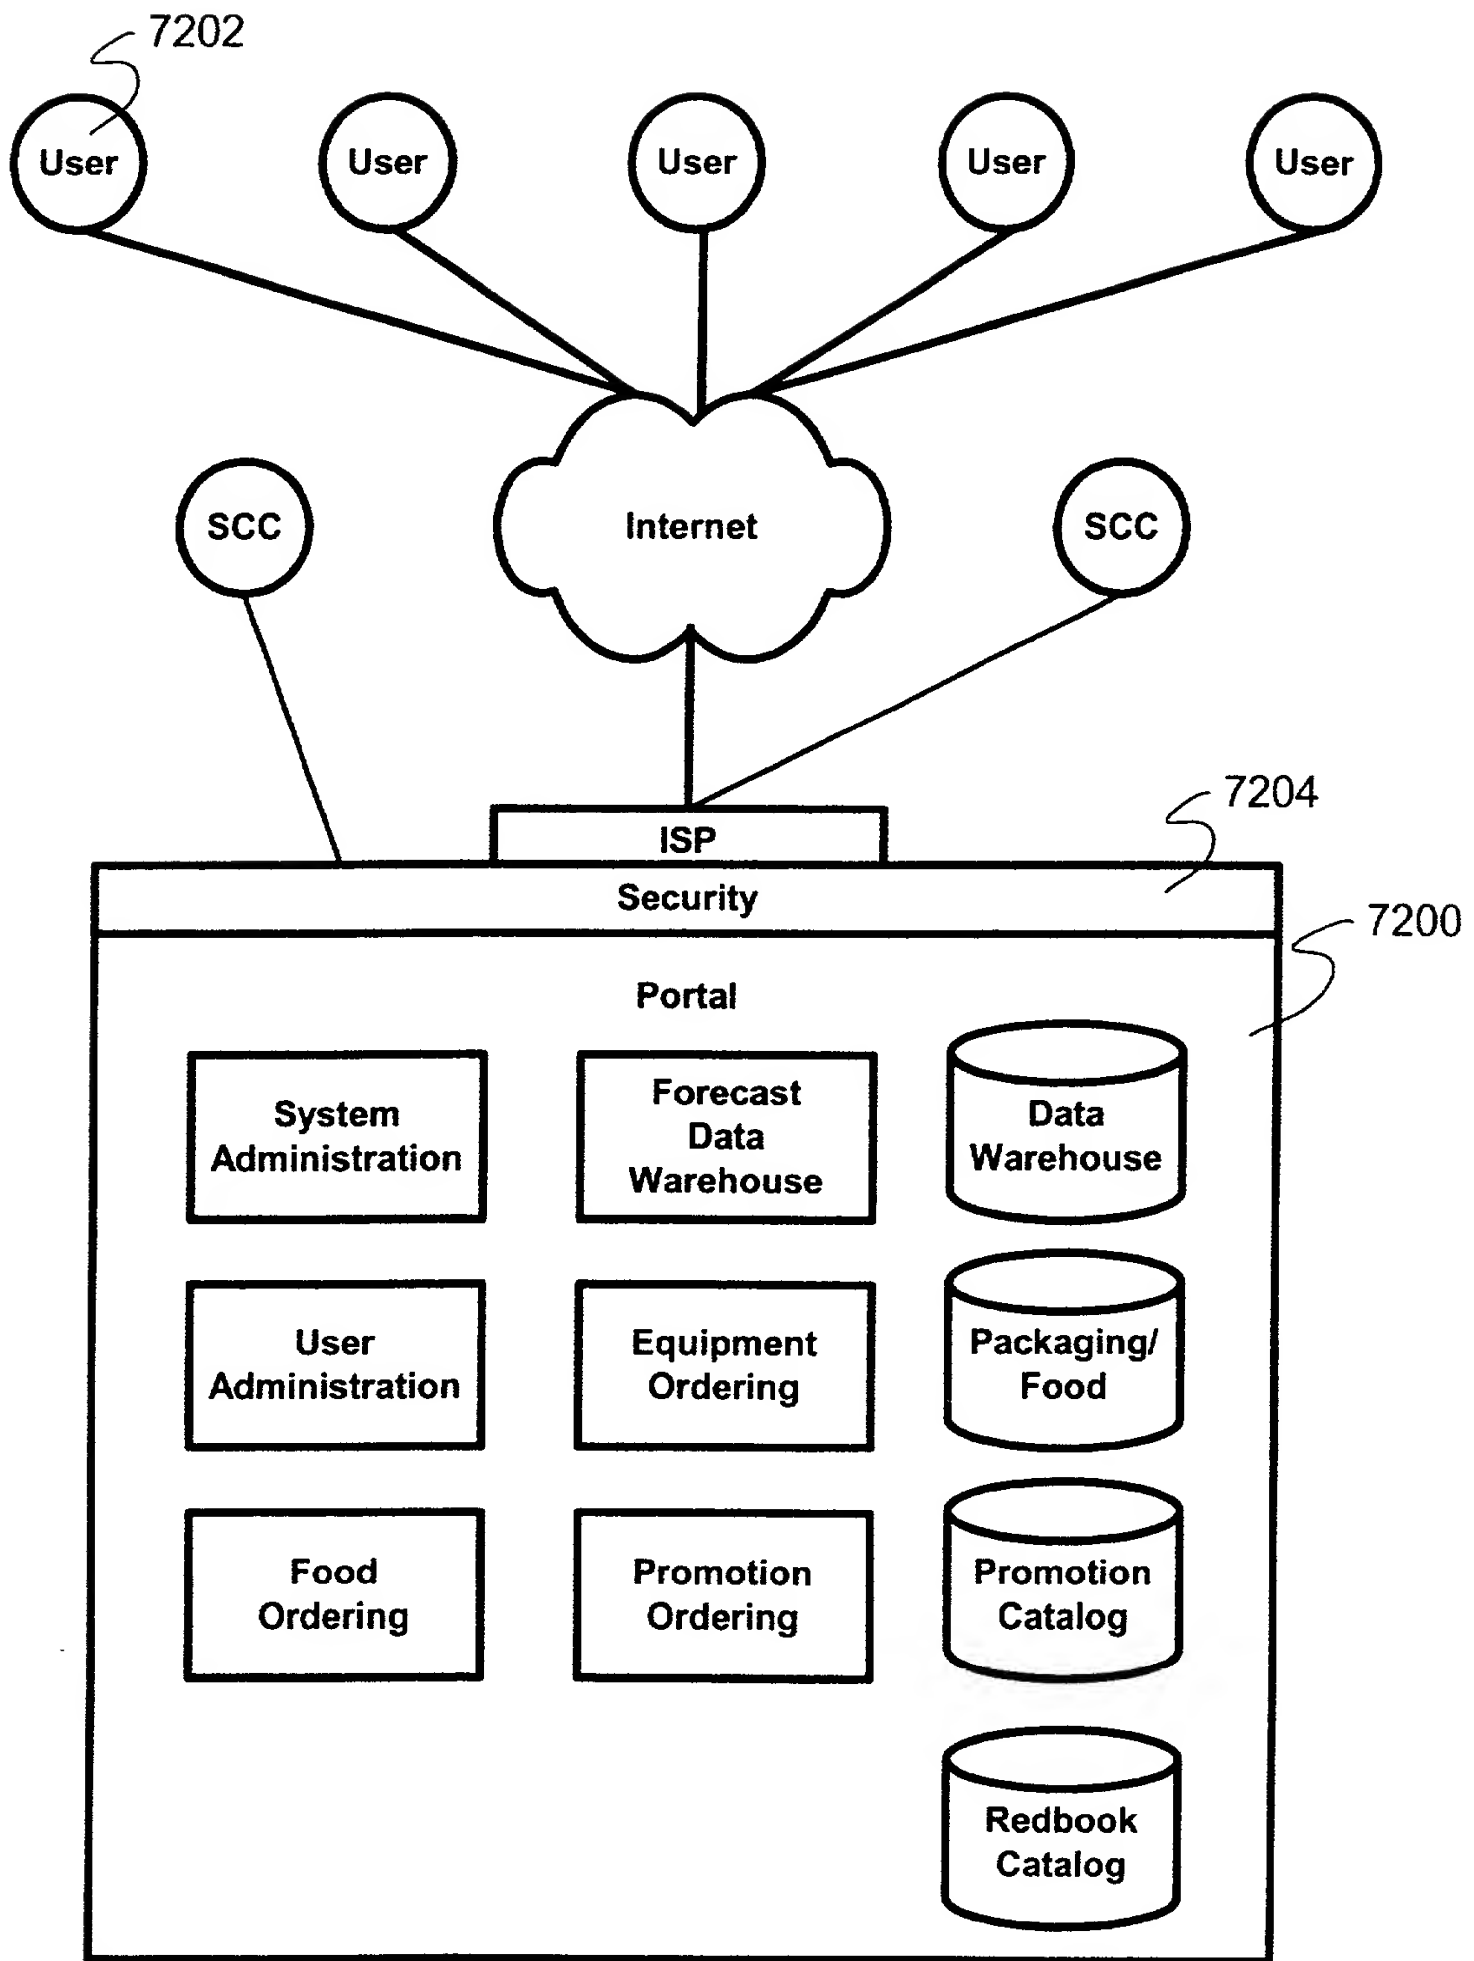 7202
User
User
User
User
User
SCC
Internet
SCC
7204
ISP
Security
7200
Portal
System
Administration
Forecast
Data
Warehouse
Data
Warehouse
User
Administration
Equipment
Ordering
Packaging/
Food
Food
Ordering
Promotion
Ordering
Promotion
Catalog
Redbook
Catalog